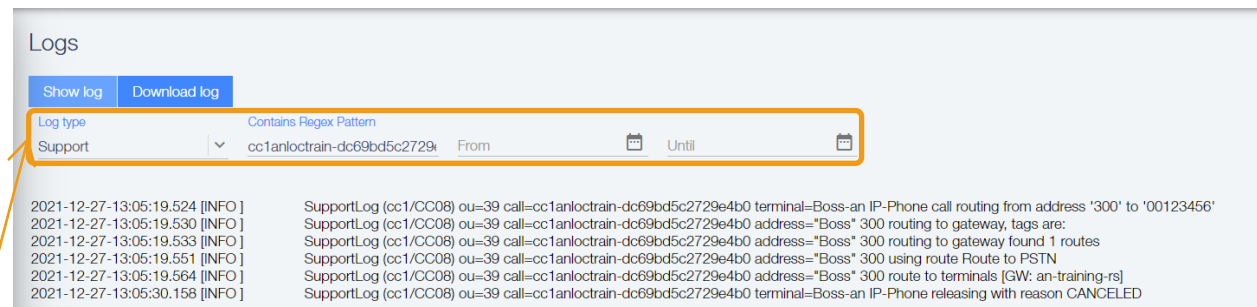 Logs
Show log Download log
Log type Contains Regex Pattern
Support cc1anloctrain-dc69bd5c2729 From Until
2021-12-27-13:05:19.524 [INFO ] SupportLog (cc1/CC08) ou=39 call=cc1anloctrain-dc69bd5c2729e4b0 terminal=Boss-an IP-Phone call routing from address '300' to '00123456'
2021-12-27-13:05:19.530 [INFO ] SupportLog (cc1/CC08) ou=39 call=cc1anloctrain-dc69bd5c2729e4b0 address="Boss" 300 routing to gateway, tags are:
2021-12-27-13:05:19.533 [INFO ] SupportLog (cc1/CC08) ou=39 call=cc1anloctrain-dc69bd5c2729e4b0 address="Boss" 300 routing to gateway found 1 routes
2021-12-27-13:05:19.551 [INFO ] SupportLog (cc1/CC08) ou=39 call=cc1anloctrain-dc69bd5c2729e4b0 address="Boss" 300 using route Route to PSTN
2021-12-27-13:05:19.564 [INFO ] SupportLog (cc1/CC08) ou=39 call=cc1anloctrain-dc69bd5c2729e4b0 address="Boss" 300 route to terminals [GW: an-training-rs]
2021-12-27-13:05:30.158 [INFO ] SupportLog (cc1/CC08) ou=39 call=cc1anloctrain-dc69bd5c2729e4b0 terminal=Boss-an IP-Phone releasing with reason CANCELED